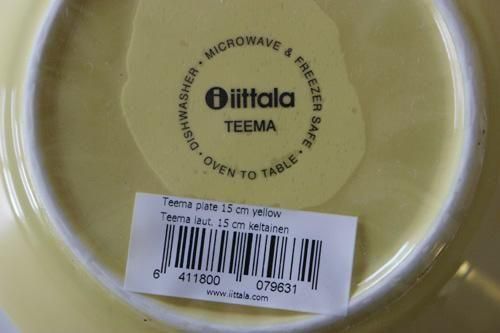 DISHWASHER • MICROWAVE & FREEZER SAFE •
iittala
TEEMA
OVEN TO TABLE •
Teema plate 15 cm yellow
Teema laut. 15 cm keltainen
6 411800 079631
www.iittala.com